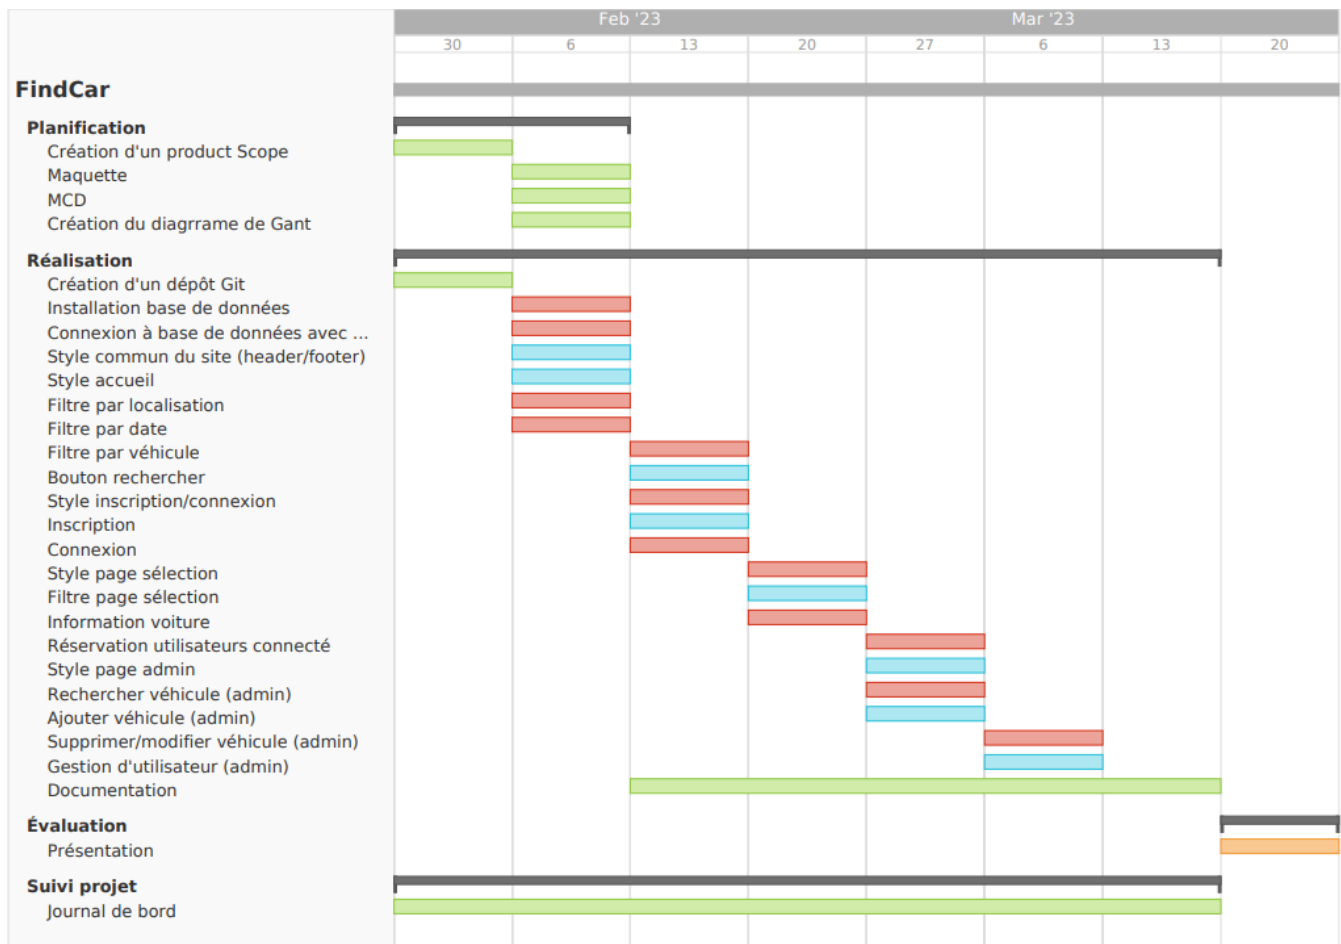 Feb '23 Mar '23
30 6 13 20 27 6 13 20
FindCar
Planification
Création d'un product Scope
Maquette
MCD
Création du diagrrame de Gant
Réalisation
Création d'un dépôt Git
Installation base de données
Connexion à base de données avec ...
Style commun du site (header/footer)
Style accueil
Filtre par localisation
Filtre par date
Filtre par véhicule
Bouton rechercher
Style inscription/connexion
Inscription
Connexion
Style page sélection
Filtre page sélection
Information voiture
Réservation utilisateurs connecté
Style page admin
Rechercher véhicule (admin)
Ajouter véhicule (admin)
Supprimer/modifier véhicule (admin)
Gestion d'utilisateur (admin)
Documentation
Évaluation
Présentation
Suivi projet
Journal de bord